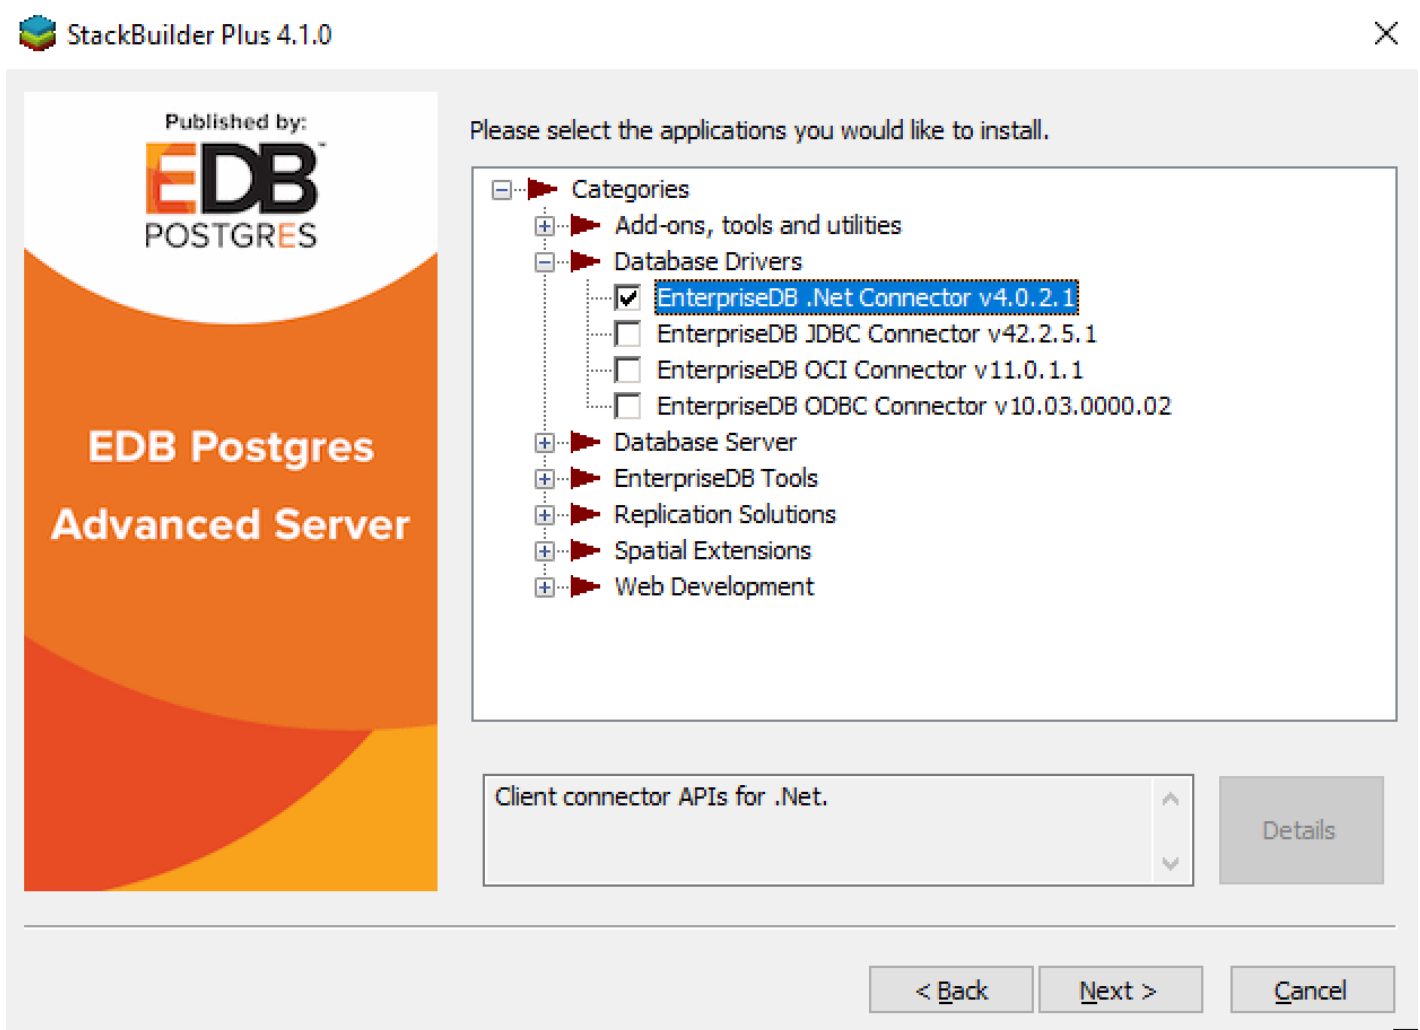 StackBuilder Plus 4.1.0
Published by:
EDB
POSTGRES
EDB Postgres
Advanced Server
Please select the applications you would like to install.
Categories
Add-ons, tools and utilities
Database Drivers
EnterpriseDB .Net Connector v4.0.2.1
EnterpriseDB JDBC Connector v42.2.5.1
EnterpriseDB OCI Connector v11.0.1.1
EnterpriseDB ODBC Connector v10.03.0000.02
Database Server
EnterpriseDB Tools
Replication Solutions
Spatial Extensions
Web Development
Client connector APIs for .Net.
Details
< Back
Next >
Cancel